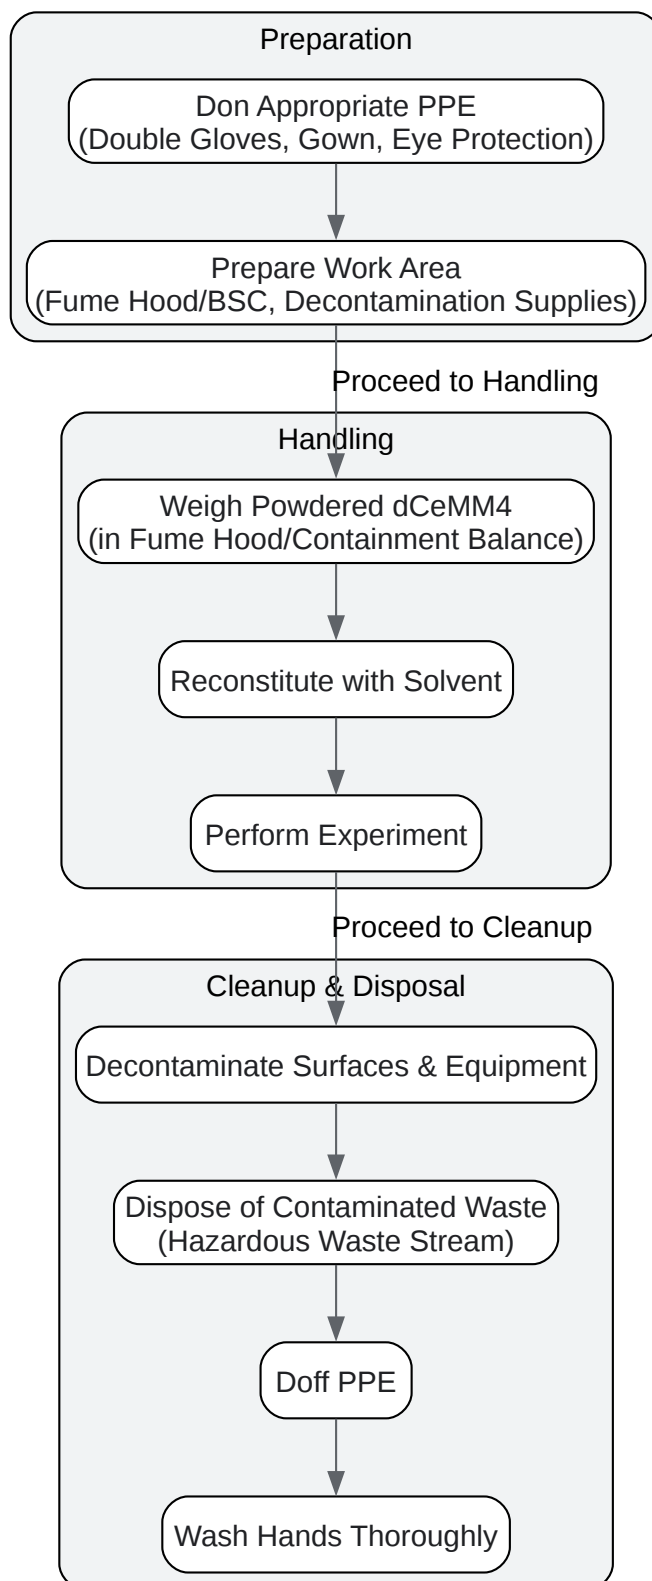 Preparation
Don Appropriate PPE
(Double Gloves, Gown, Eye Protection)
Prepare Work Area
(Fume Hood/BSC, Decontamination Supplies)
Proceed to Handling
Handling
Weigh Powdered dCeMM4
(in Fume Hood/Containment Balance)
Reconstitute with Solvent
Perform Experiment
Proceed to Cleanup
Cleanup & Disposal
Decontaminate Surfaces & Equipment
Dispose of Contaminated Waste
(Hazardous Waste Stream)
Doff PPE
Wash Hands Thoroughly